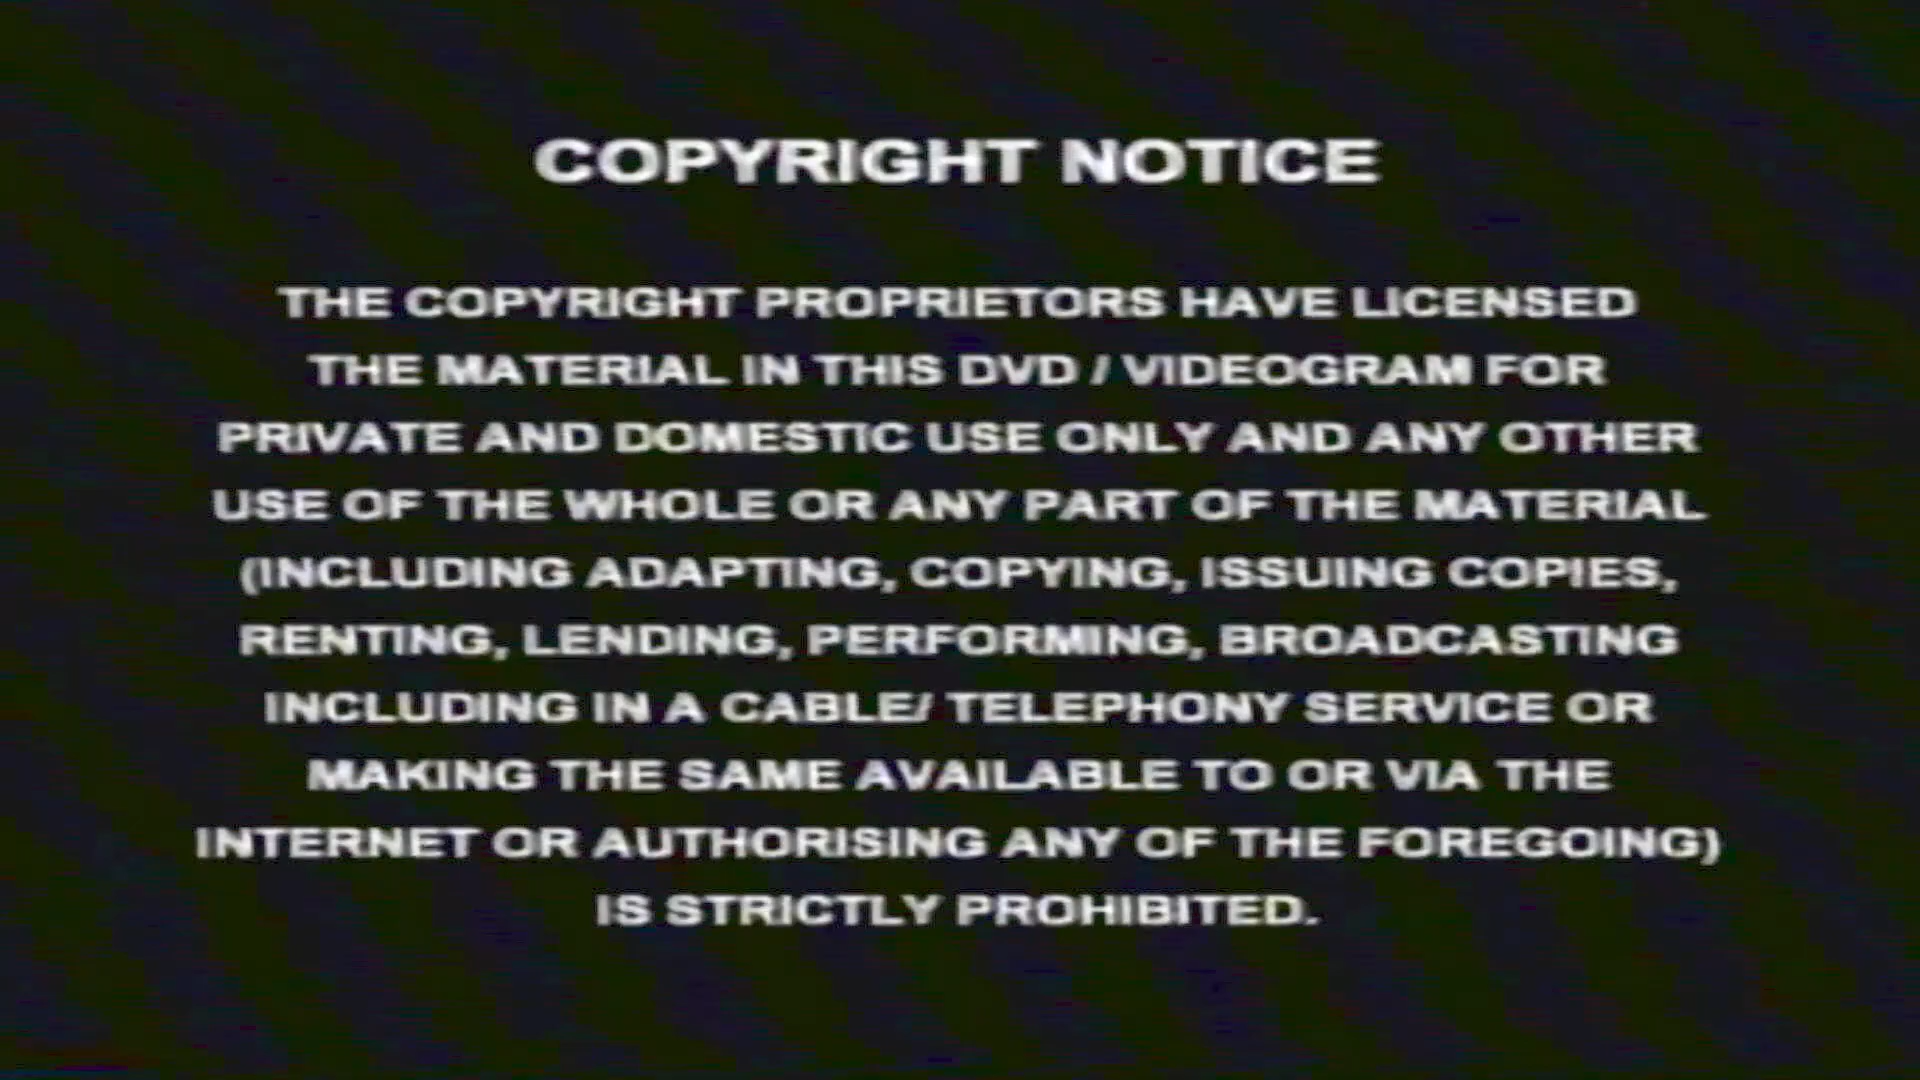 COPYRIGHT NOTICE
THE COPYRIGHT PROPRIETORS HAVE LICENSED
THE MATERIAL IN THIS DVD / VIDEOGRAM FOR
PRIVATE AND DOMESTIC USE ONLY AND ANY OTHER
USE OF THE WHOLE OR ANY PART OF THE MATERIAL
(INCLUDING ADAPTING, COPYING, ISSUING COPIES,
RENTING, LENDING, PERFORMING, BROADCASTING
INCLUDING IN A CABLE/ TELEPHONY SERVICE OR
MAKING THE SAME AVAILABLE TO OR VIA THE
INTERNET OR AUTHORISING ANY OF THE FOREGOING)
IS STRICTLY PROHIBITED.